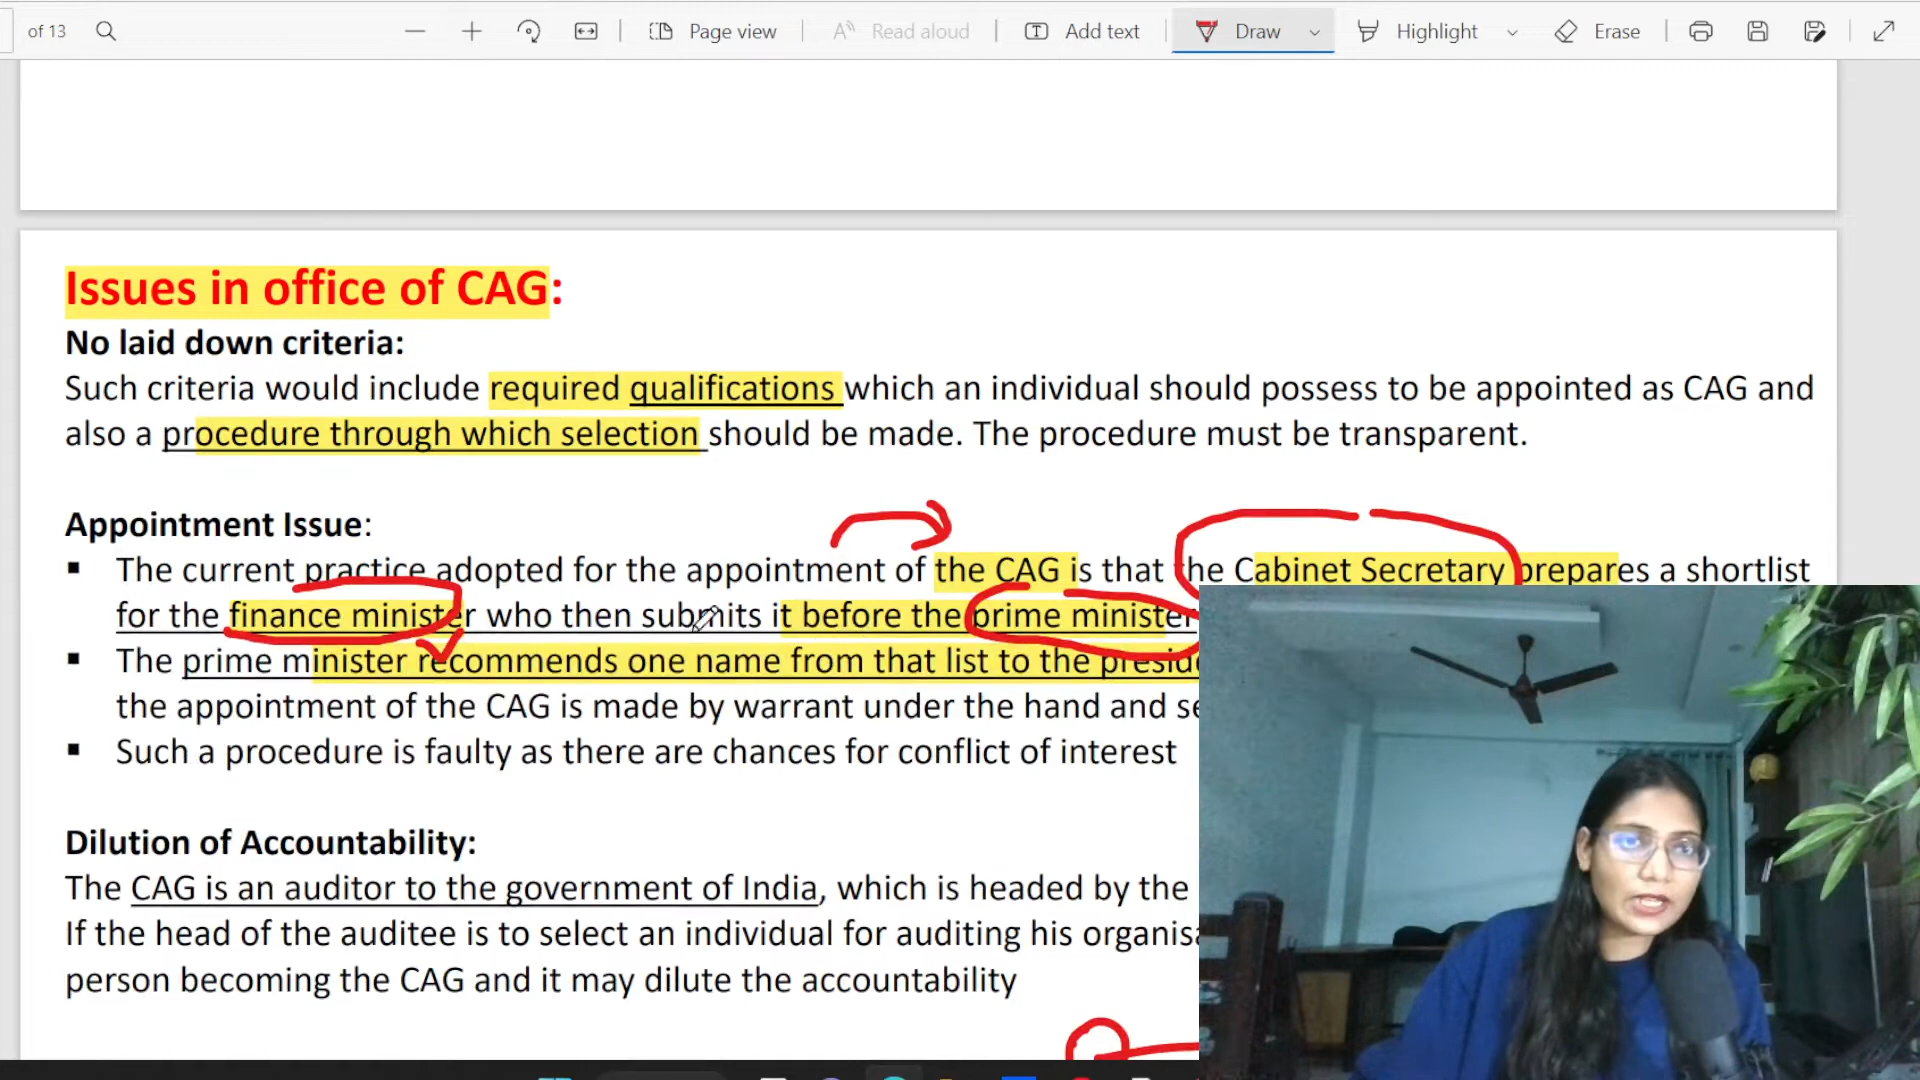 of 13
Page view
Read aloud
Add text
Draw
Highlight
Erase
Issues in office of CAG:
No laid down criteria:
Such criteria would include required qualifications which an individual should possess to be appointed as CAG and
also a procedure through which selection should be made. The procedure must be transparent.
Appointment Issue:
▪ The current practice adopted for the appointment of the CAG is that the Cabinet Secretary prepares a shortlist
for the finance minister who then submits it before the prime minister
▪ The prime minister recommends one name from that list to the
the appointment of the CAG is made by warrant under the hand and
▪ Such a procedure is faulty as there are chances for conflict of interest
Dilution of Accountability:
The CAG is an auditor to the government of India, which is headed by the
If the head of the auditee is to select an individual for auditing his
person becoming the CAG and it may dilute the accountability